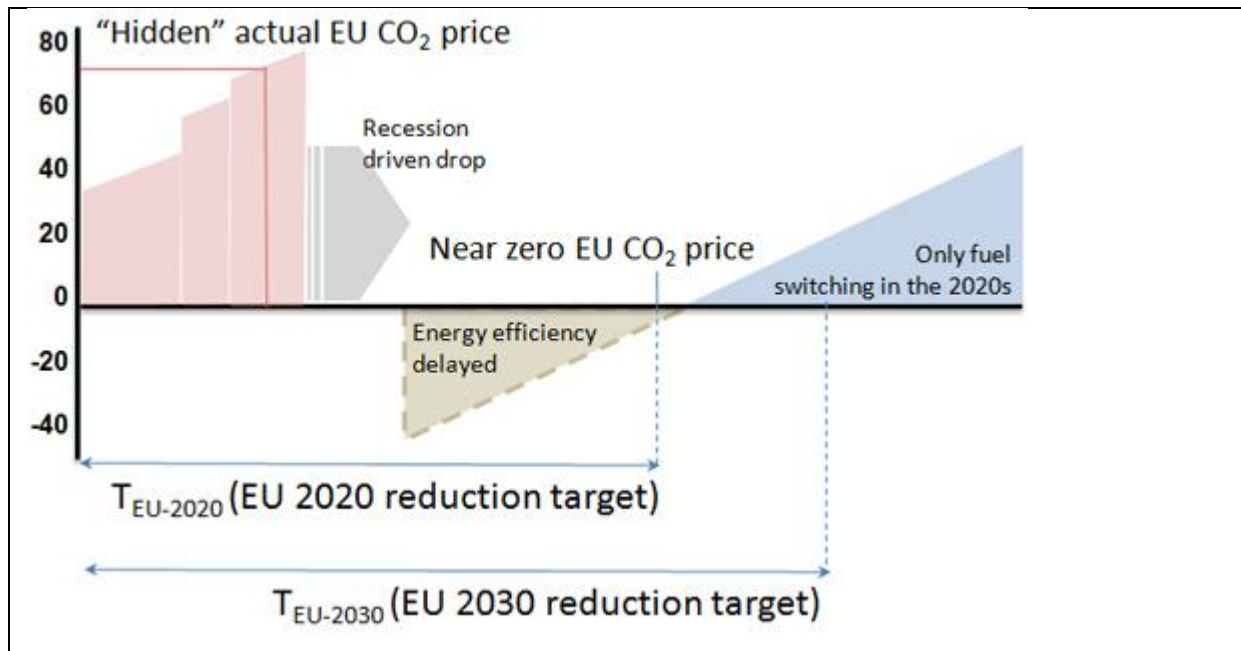 80
60
40
20
0
-20
-40
“Hidden” actual EU CO₂ price
Recession
driven drop
Near zero EU CO₂ price
Only fuel
switching in the 2020s
Energy efficiency
delayed
T_EU-2020 (EU 2020 reduction target)
T_EU-2030 (EU 2030 reduction target)